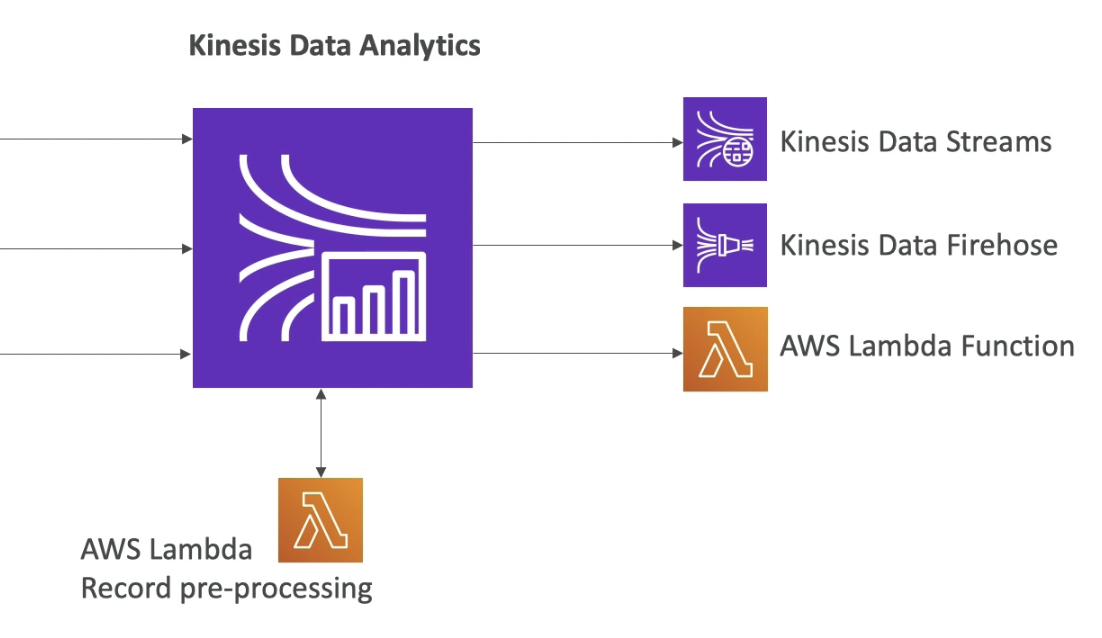 Kinesis Data Analytics
Kinesis Data Streams
Kinesis Data Firehose
AWS Lambda Function
AWS Lambda
Record pre-processing